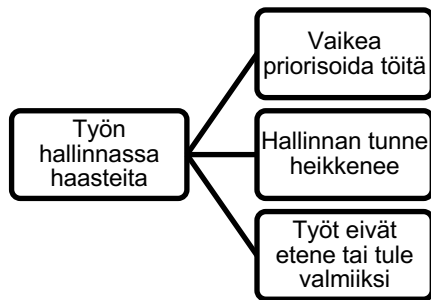 Työn
hallinnassa
haasteita
Vaikea
priorisoida töitä
Hallinnan tunne
heikkenee
Työt eivät
etene tai tule
valmiiksi